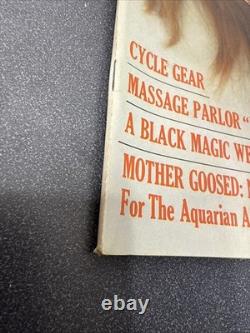 CYCLE GEAR
MASSAGE PARLOR "
A BLACK MAGIC WE
MOTHER GOOSED:
For The Aquarian A